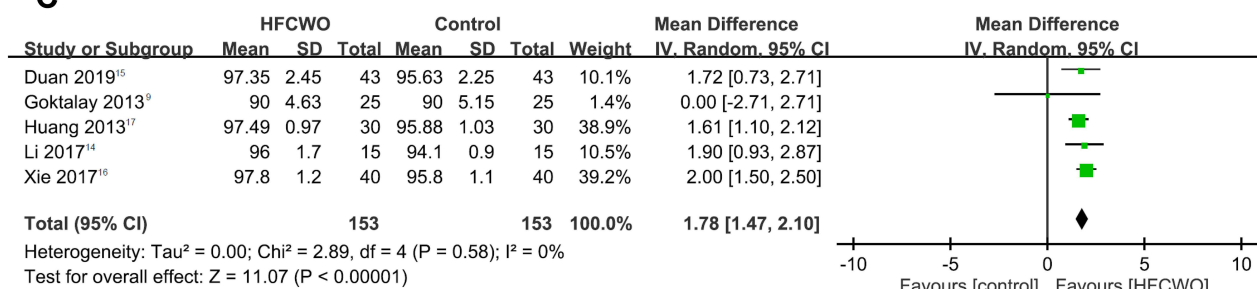 HFCWO Control Mean Difference Mean Difference
Study or Subgroup Mean SD Total Mean SD Total Weight IV, Random, 95% CI IV, Random, 95% CI
Duan 2019¹⁵ 97.35 2.45 43 95.63 2.25 43 10.1% 1.72 [0.73, 2.71]
Goktalay 2013⁹ 90 4.63 25 90 5.15 25 1.4% 0.00 [-2.71, 2.71]
Huang 2013¹⁷ 97.49 0.97 30 95.88 1.03 30 38.9% 1.61 [1.10, 2.12]
Li 2017¹⁴ 96 1.7 15 94.1 0.9 15 10.5% 1.90 [0.93, 2.87]
Xie 2017¹⁶ 97.8 1.2 40 95.8 1.1 40 39.2% 2.00 [1.50, 2.50]
Total (95% CI) 153 153 100.0% 1.78 [1.47, 2.10]
Heterogeneity: Tau² = 0.00; Chi² = 2.89, df = 4 (P = 0.58); I² = 0%
Test for overall effect: Z = 11.07 (P < 0.00001)
-10 -5 0 5 10
Favours [control] Favours [HFCWO]